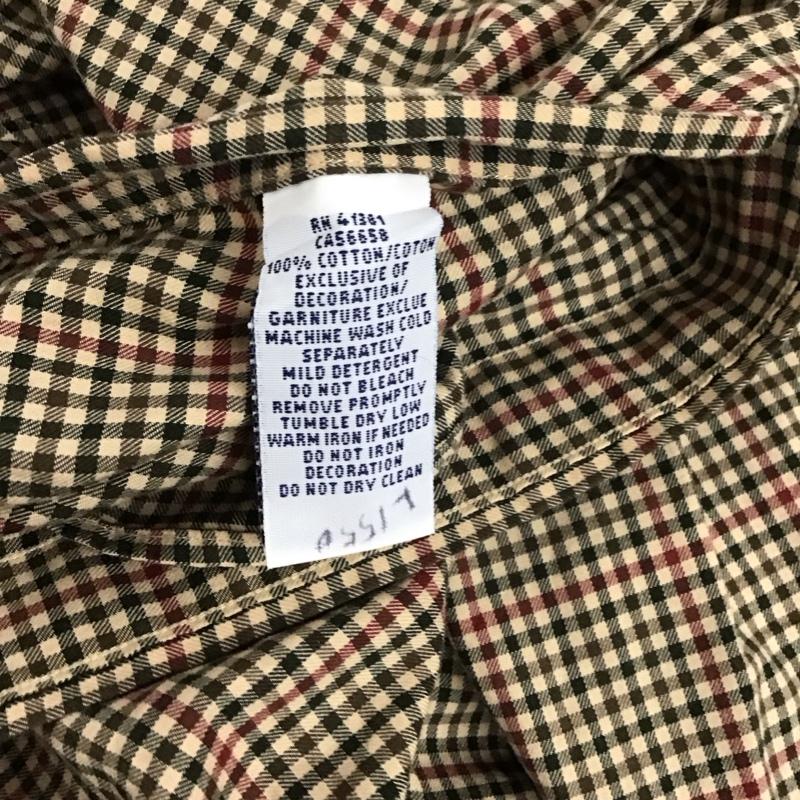 RN 41381
CA56658
100% COTTON/COTON
EXCLUSIVE OF
DECORATION/
GARNITURE EXCLUE
MACHINE WASH COLD
SEPARATELY
MILD DETERGENT
DO NOT BLEACH
REMOVE PROMPTLY
TUMBLE DRY LOW
WARM IRON IF NEEDED
DO NOT IRON
DECORATION
DO NOT DRY CLEAN